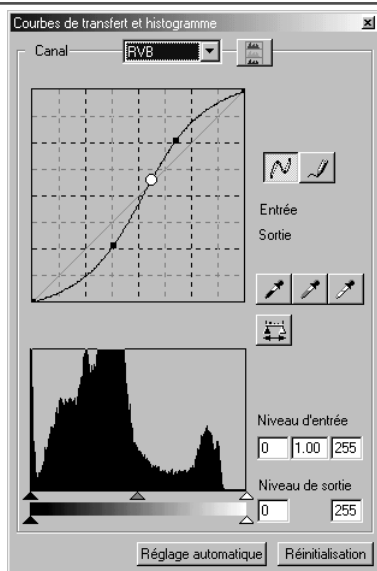 Courbes de transfert et histogramme
Canal RVB
Entrée
Sortie
Niveau d'entrée
0 1.00 255
Niveau de sortie
0 255
Réglage automatique Réinitialisation